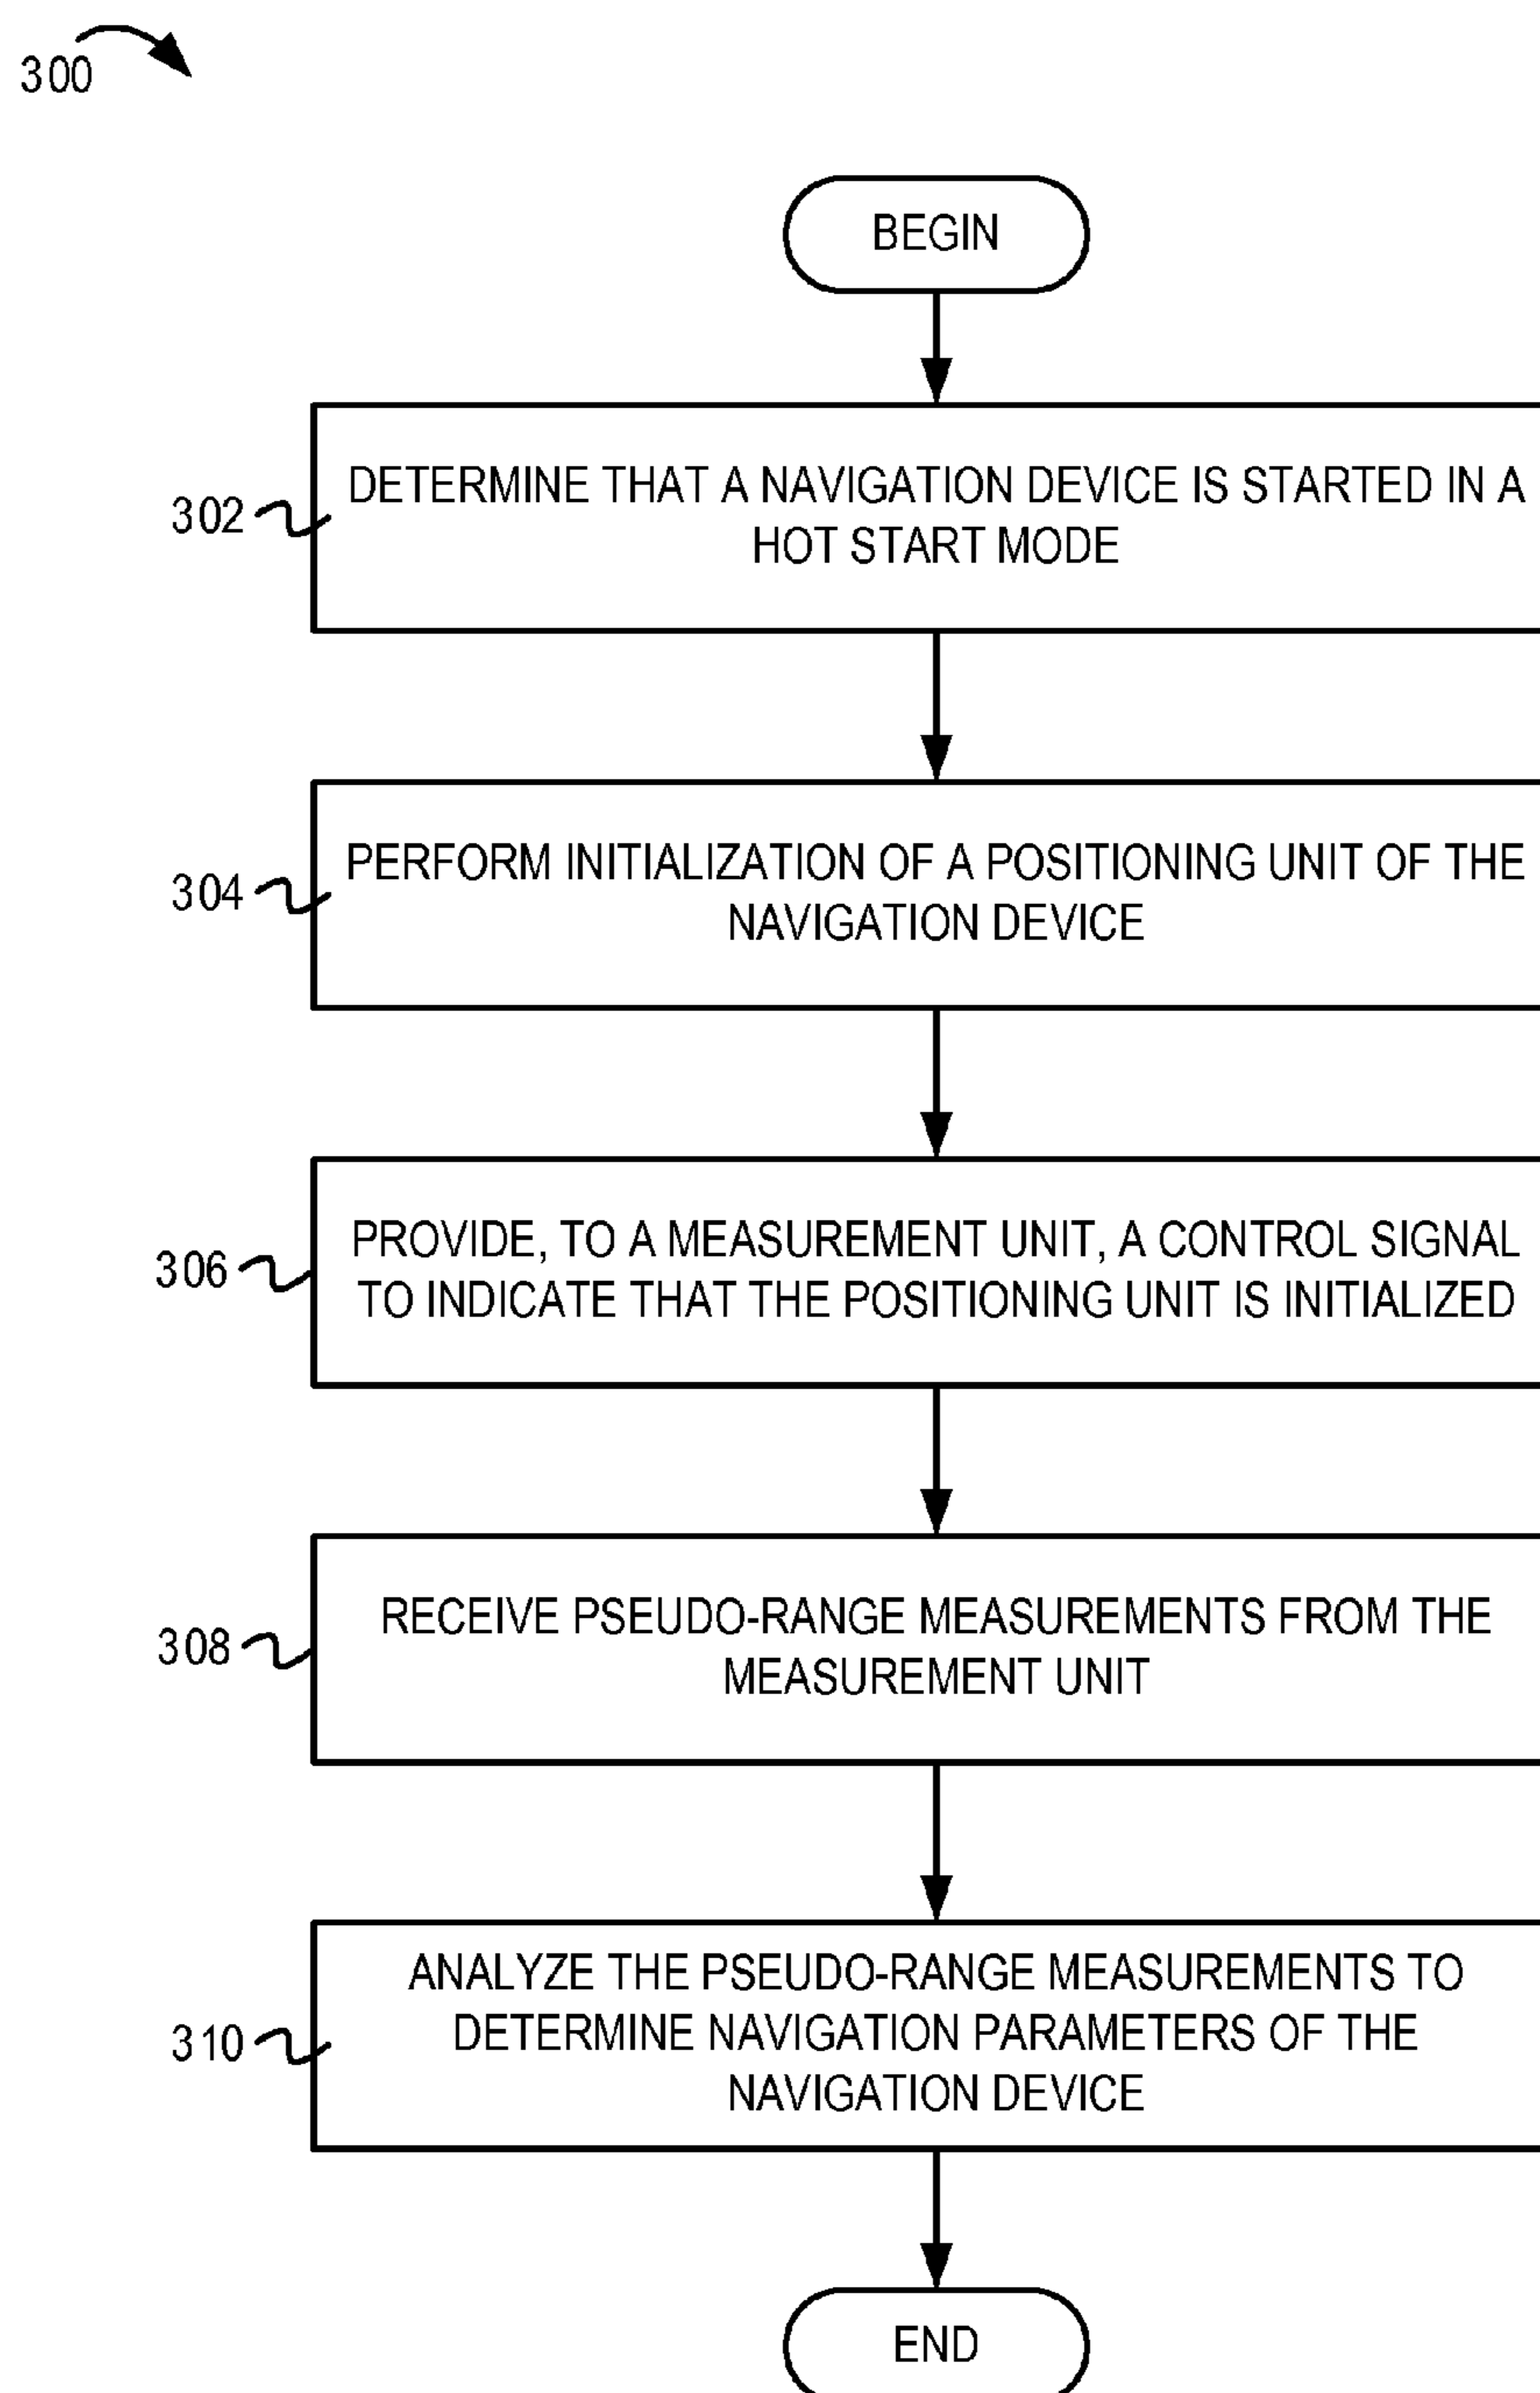 300
BEGIN
302
DETERMINE THAT A NAVIGATION DEVICE IS STARTED IN A
HOT START MODE
304
PERFORM INITIALIZATION OF A POSITIONING UNIT OF THE
NAVIGATION DEVICE
306
PROVIDE, TO A MEASUREMENT UNIT, A CONTROL SIGNAL
TO INDICATE THAT THE POSITIONING UNIT IS INITIALIZED
308
RECEIVE PSEUDO-RANGE MEASUREMENTS FROM THE
MEASUREMENT UNIT
310
ANALYZE THE PSEUDO-RANGE MEASUREMENTS TO
DETERMINE NAVIGATION PARAMETERS OF THE
NAVIGATION DEVICE
END